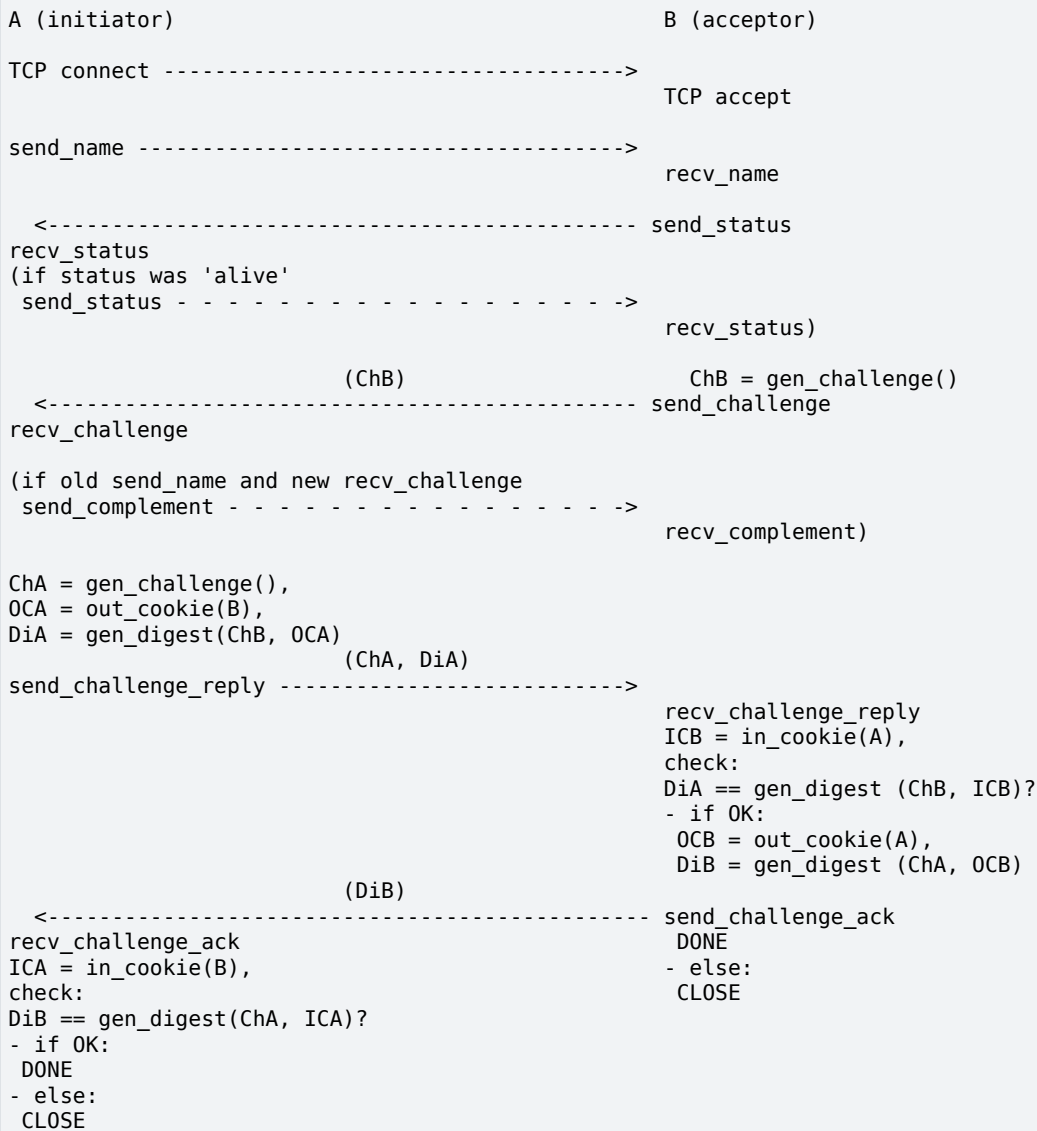 A (initiator)                                      B (acceptor)

TCP connect ------------------------------------>
                                                   TCP accept

send_name -------------------------------------->
                                                   recv_name

  <---------------------------------------------- send_status
recv_status
(if status was 'alive'
 send_status - - - - - - - - - - - - - - - - - ->
                                                   recv_status)

                          (ChB)                      ChB = gen_challenge()
  <---------------------------------------------- send_challenge
recv_challenge

(if old send_name and new recv_challenge
 send_complement - - - - - - - - - - - - - - - ->
                                                   recv_complement)

ChA = gen_challenge(),
OCA = out_cookie(B),
DiA = gen_digest(ChB, OCA)
                          (ChA, DiA)
send_challenge_reply --------------------------->
                                                   recv_challenge_reply
                                                   ICB = in_cookie(A),
                                                   check:
                                                   DiA == gen_digest (ChB, ICB)?
                                                   - if OK:
                                                    OCB = out_cookie(A),
                                                    DiB = gen_digest (ChA, OCB)
                          (DiB)
  <----------------------------------------------- send_challenge_ack
recv_challenge_ack                                  DONE
ICA = in_cookie(B),                                - else:
check:                                              CLOSE
DiB == gen_digest(ChA, ICA)?
- if OK:
 DONE
- else:
 CLOSE